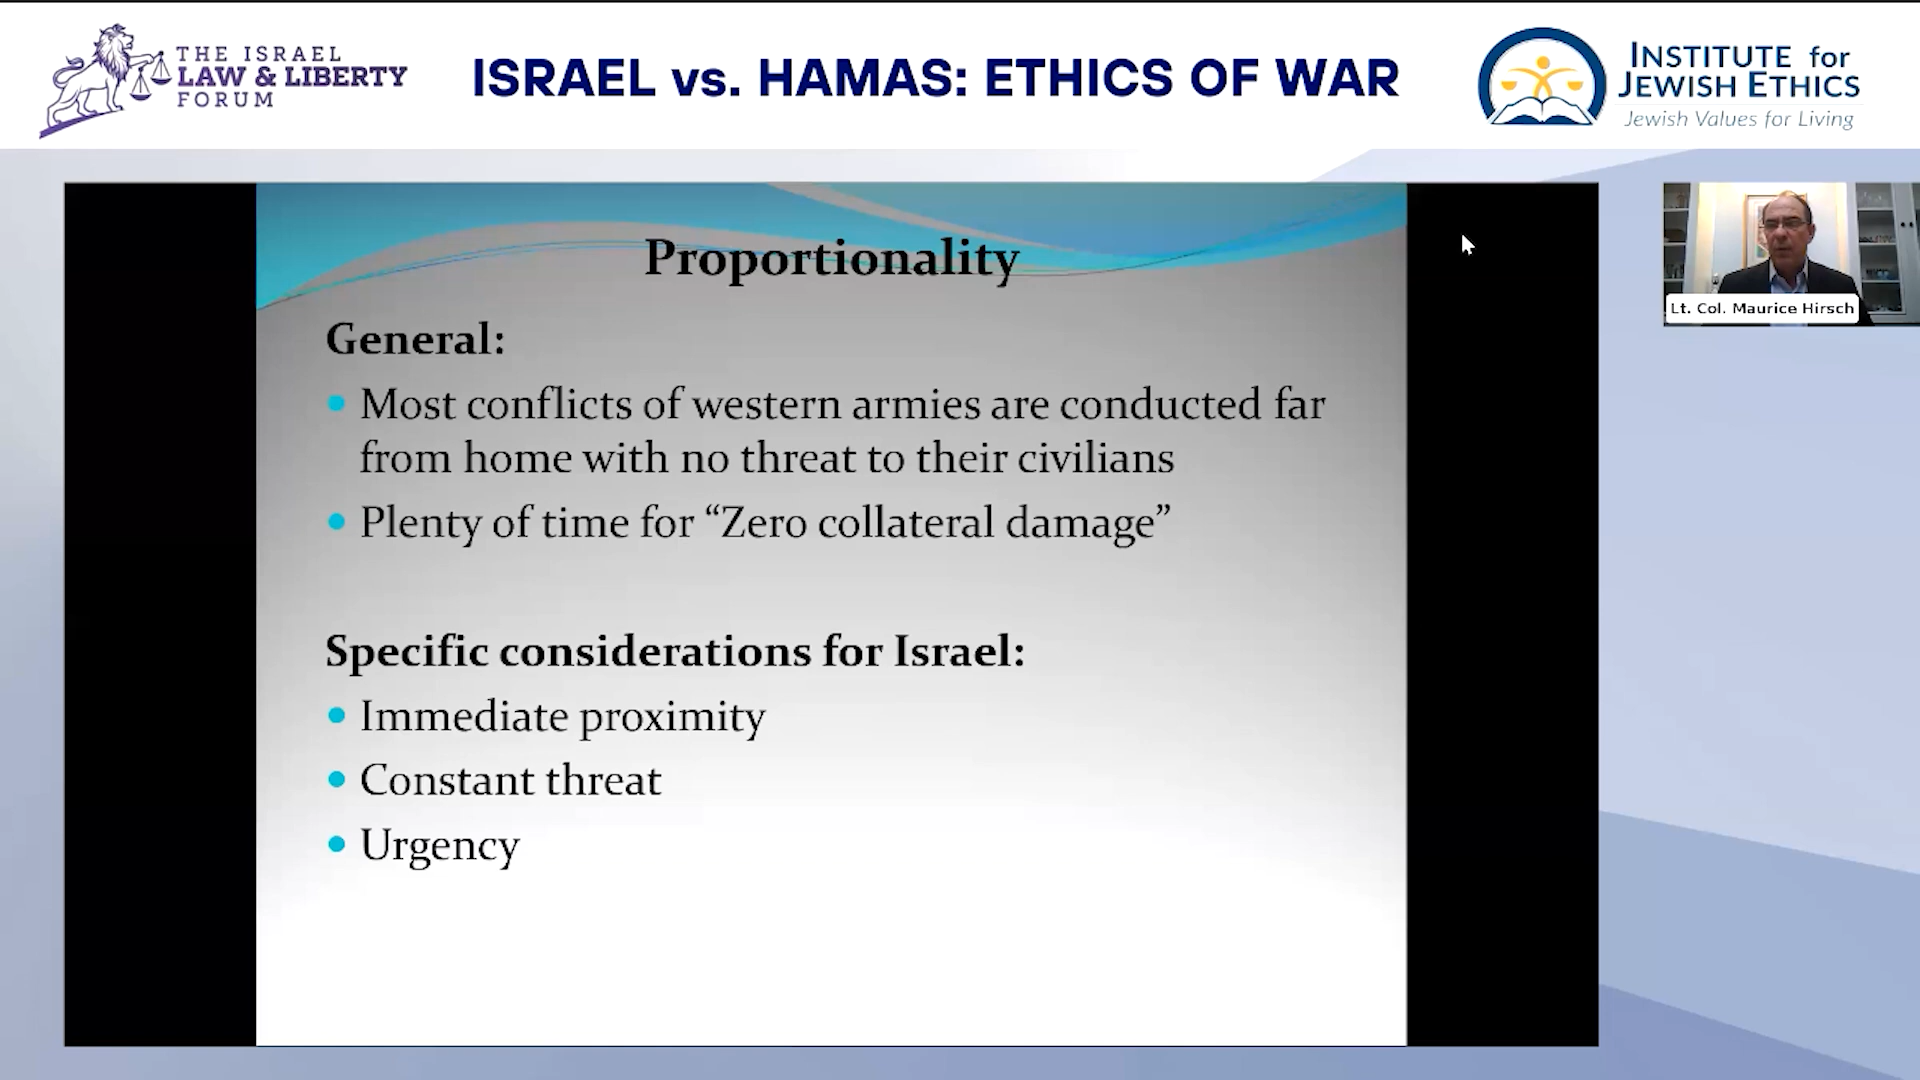 THE ISRAEL
LAW & LIBERTY
FORUM
ISRAEL vs. HAMAS: ETHICS OF WAR
INSTITUTE for
JEWISH ETHICS
Jewish Values for Living
Proportionality
General:
• Most conflicts of western armies are conducted far
from home with no threat to their civilians
• Plenty of time for “Zero collateral damage”
Specific considerations for Israel:
• Immediate proximity
• Constant threat
• Urgency
Lt. Col. Maurice Hirsch